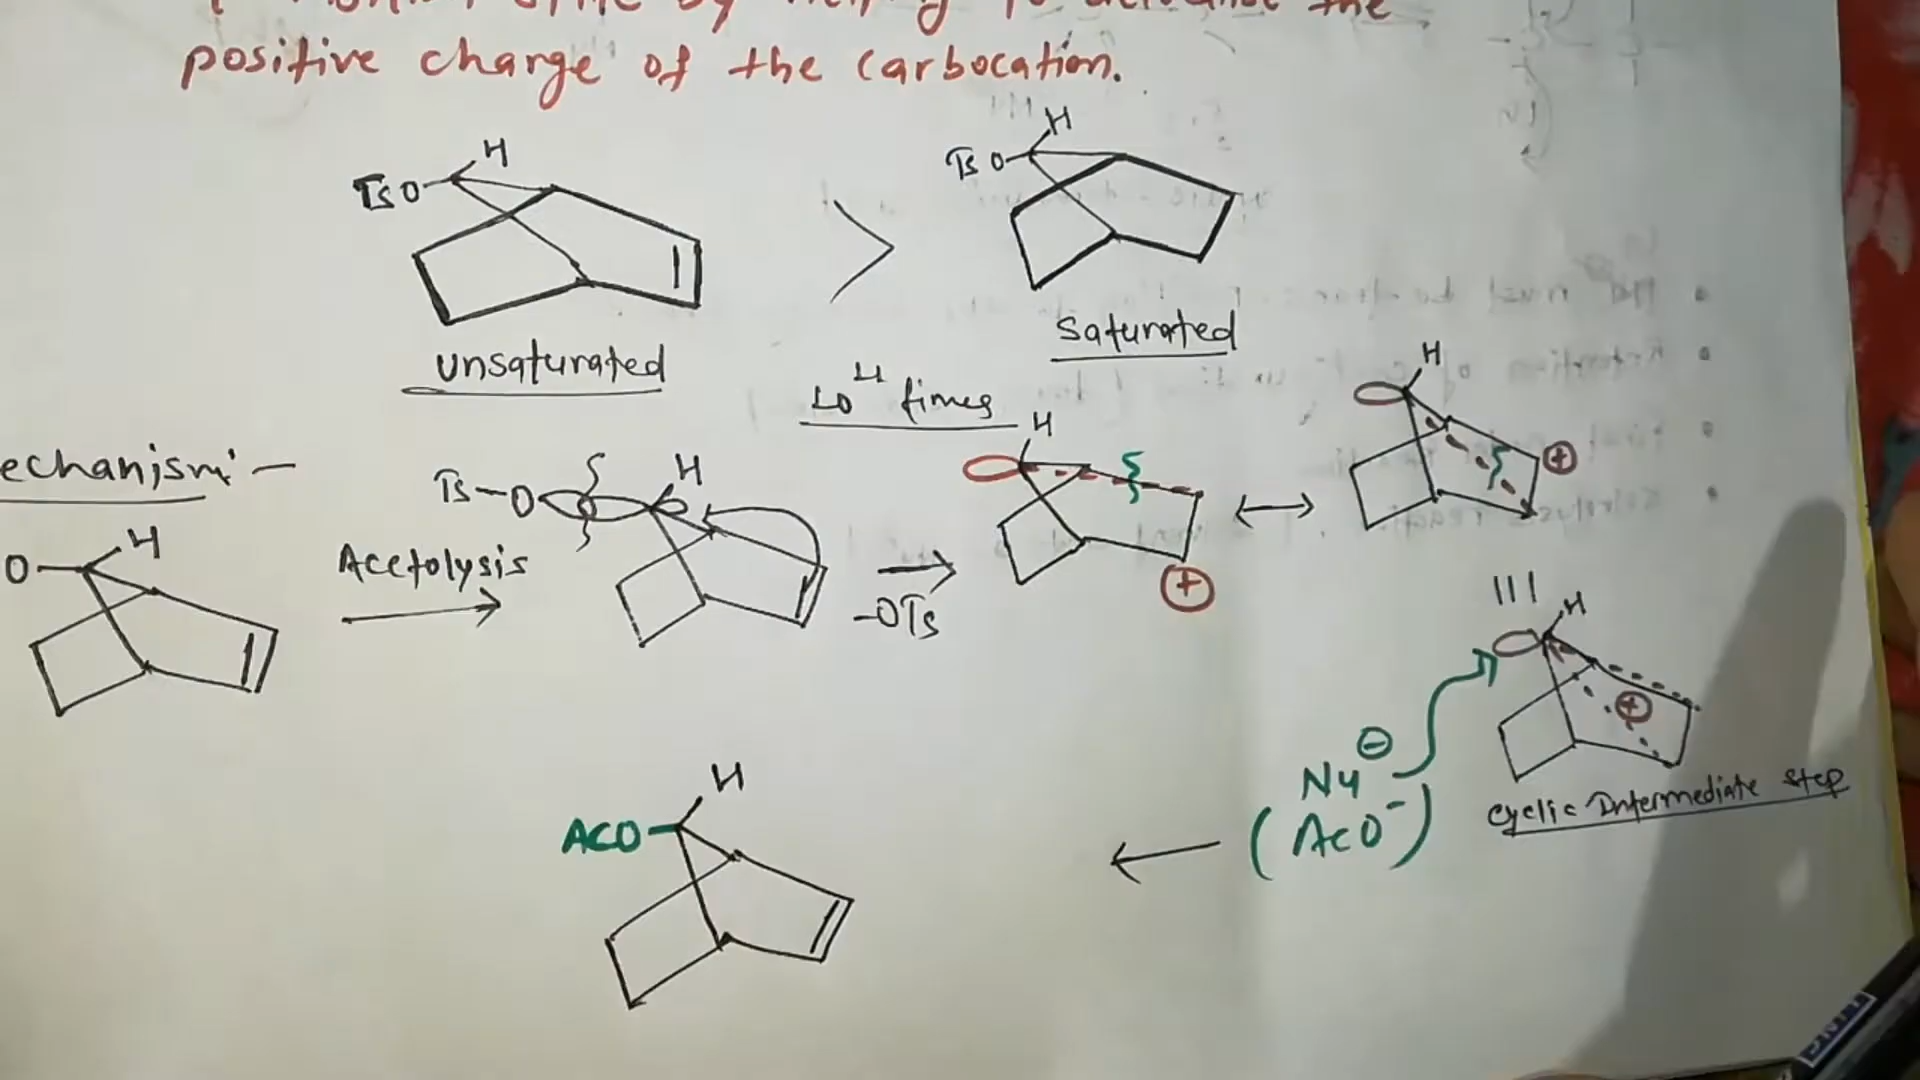 the
positive charge of the carbocation.
H
TsO
H
TsO
unsaturated
saturated
10¹¹ times
echanism:-
O
H
Acetolysis
Ts-O
H
-OTs
H
⊕
H
⊕
|||
H
⊕
cyclic Intermediate step
Nu⊖
(AcO⁻)
H
ACO